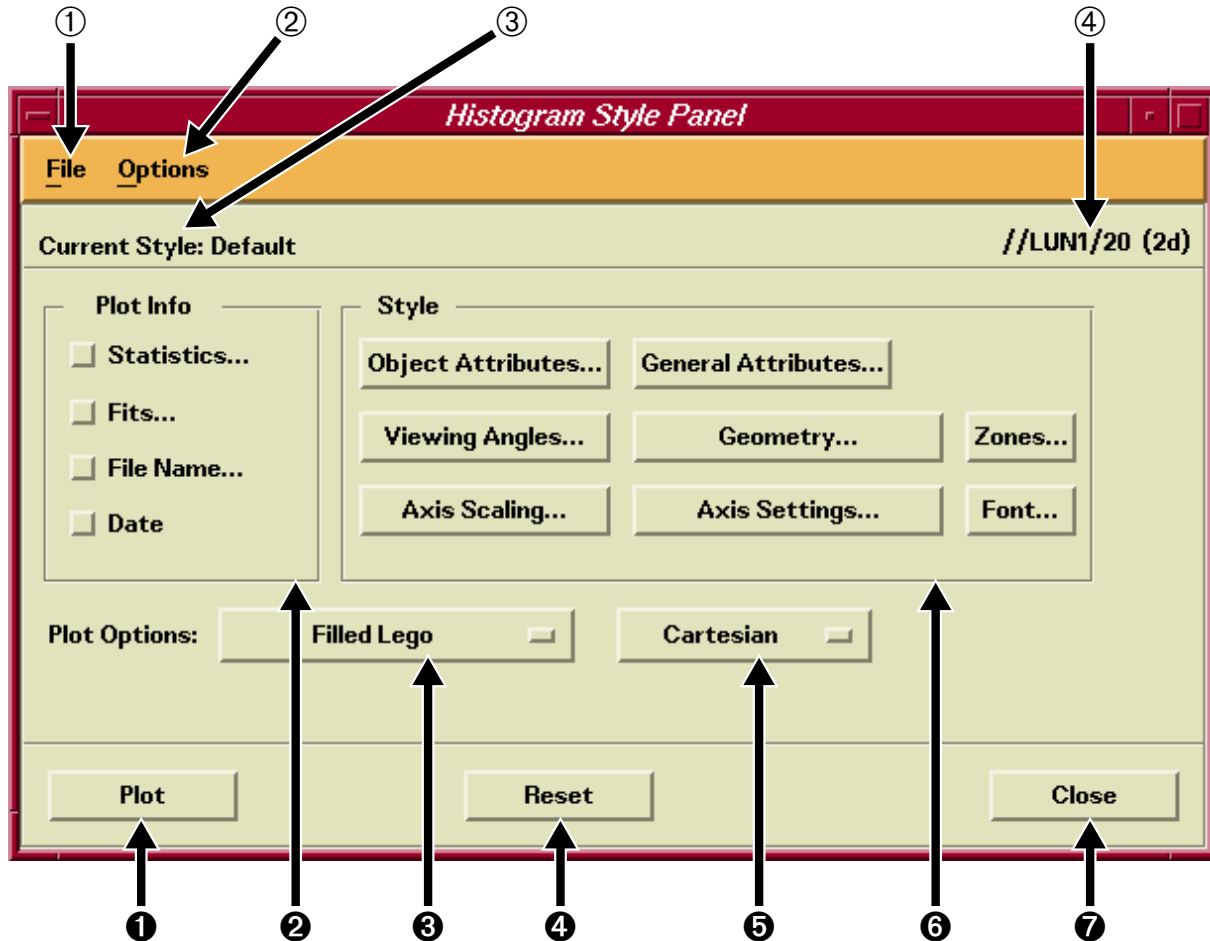 ① ② ③ ④
Histogram Style Panel
File Options
Current Style: Default //LUN1/20 (2d)
Plot Info
Statistics...
Fits...
File Name...
Date
Style
Object Attributes... General Attributes...
Viewing Angles... Geometry... Zones...
Axis Scaling... Axis Settings... Font...
Plot Options: Filled Lego Cartesian
Plot Reset Close
❶ ❷ ❸ ❹ ❺ ❻ ❼